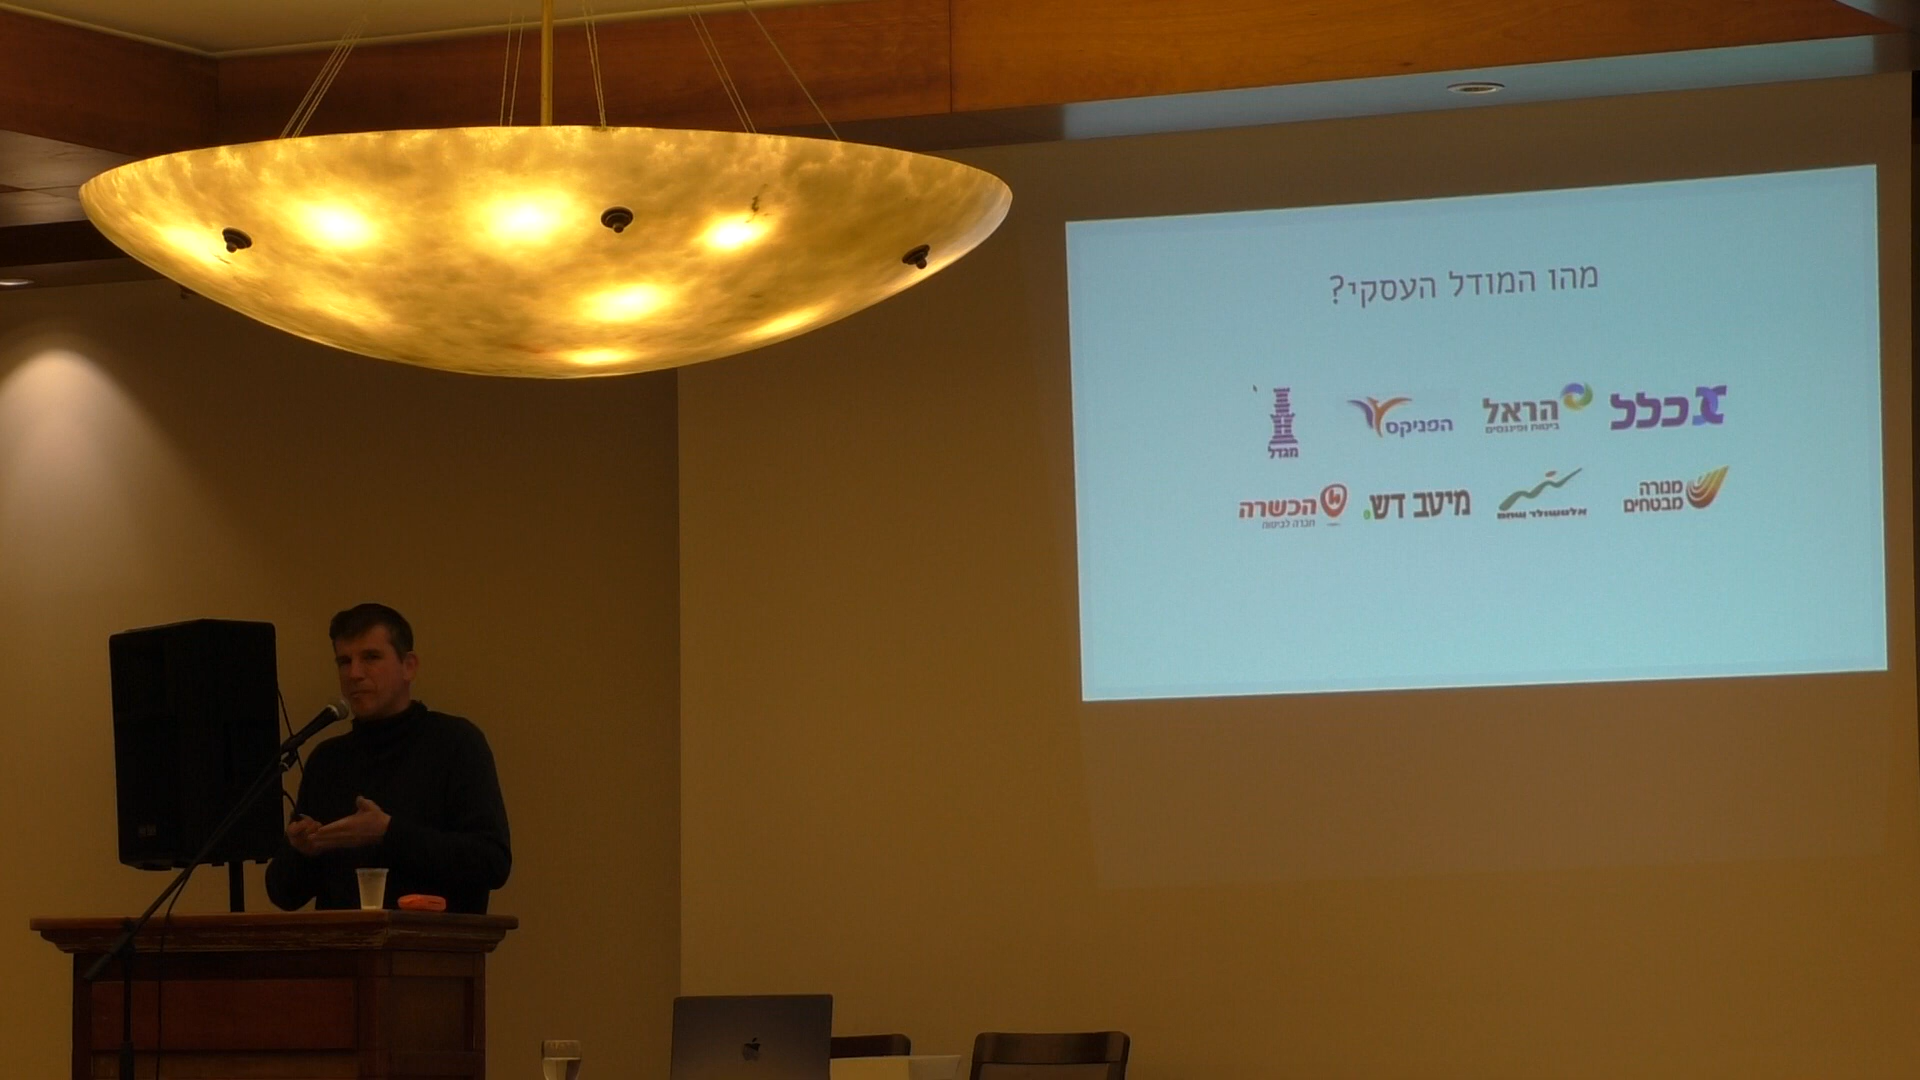 מהו המודל העסקי?
כלל
הראל
ביטוח ופיננסים
הפניקס
מגדל
מנורה
מבטחים
אלטשולר שחם
מיטב דש
הכשרה
חברה לביטוח